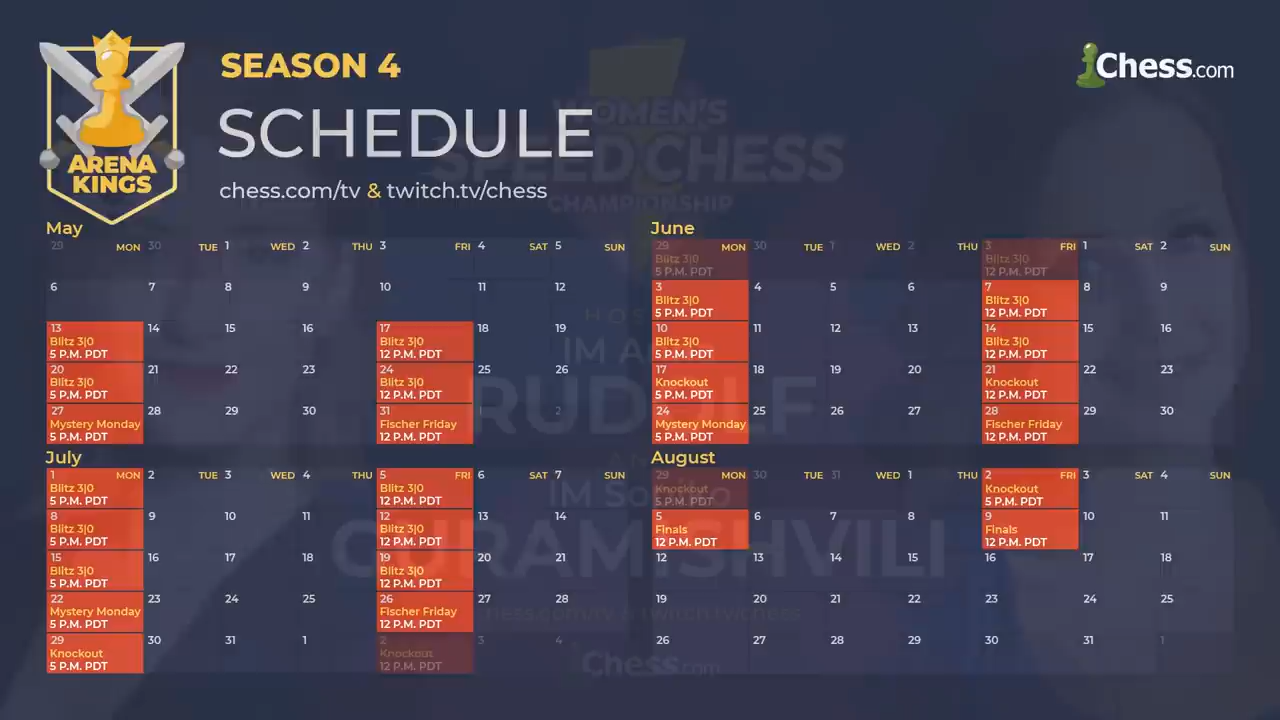 SEASON 4
Chess.com
SCHEDULE
ARENA
KINGS
chess.com/tv & twitch.tv/chess
WOMEN'S
SPEED CHESS
CHAMPIONSHIP
May
29 MON 30 TUE 1 WED 2 THU 3 FRI 4 SAT 5 SUN
6 7 8 9 10 11 12
13 14 15 16 17 18 19
Blitz 3|0 Blitz 3|0
5 P.M. PDT 12 P.M. PDT
20 21 22 23 24 25 26
Blitz 3|0 Blitz 3|0
5 P.M. PDT 12 P.M. PDT
27 28 29 30 31 1 2
Mystery Monday Fischer Friday
5 P.M. PDT 12 P.M. PDT
June
29 MON 30 TUE 1 WED 2 THU 3 FRI 1 SAT 2 SUN
Blitz 3|0 Blitz 3|0
5 P.M. PDT 12 P.M. PDT
3 4 5 6 7 8 9
Blitz 3|0 Blitz 3|0
5 P.M. PDT 12 P.M. PDT
10 11 12 13 14 15 16
Blitz 3|0 Blitz 3|0
5 P.M. PDT 12 P.M. PDT
17 18 19 20 21 22 23
Knockout Knockout
5 P.M. PDT 12 P.M. PDT
24 25 26 27 28 29 30
Mystery Monday Fischer Friday
5 P.M. PDT 12 P.M. PDT
July
1 MON 2 TUE 3 WED 4 THU 5 FRI 6 SAT 7 SUN
Blitz 3|0 Blitz 3|0
5 P.M. PDT 12 P.M. PDT
8 9 10 11 12 13 14
Blitz 3|0 Blitz 3|0
5 P.M. PDT 12 P.M. PDT
15 16 17 18 19 20 21
Blitz 3|0 Blitz 3|0
5 P.M. PDT 12 P.M. PDT
22 23 24 25 26 27 28
Mystery Monday Fischer Friday
5 P.M. PDT 12 P.M. PDT
29 30 31 1 2 3 4
Knockout Knockout
5 P.M. PDT 12 P.M. PDT
August
29 MON 30 TUE 31 WED 1 THU 2 FRI 3 SAT 4 SUN
Knockout Knockout
5 P.M. PDT 5 P.M. PDT
5 6 7 8 9 10 11
Finals Finals
12 P.M. PDT 12 P.M. PDT
12 13 14 15 16 17 18
19 20 21 22 23 24 25
26 27 28 29 30 31 1
IM
RUDOLF
IM
CURAMISHVILI
Chess.com